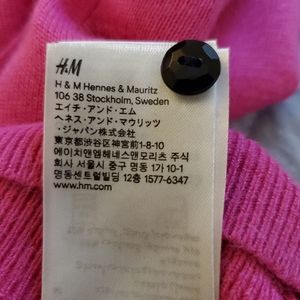 H&M
H & M Hennes & Mauritz
106 38 Stockholm, Sweden
エイチ・アンド・エム
ヘネス・アンド・マウリッツ
・ジャパン株式会社
東京都渋谷区神宮前1-8-10
에이치앤엠헤네스앤모리츠 주식
회사 서울시 중구 명동 1가 10-1
명동센트럴빌딩 12층 1577-6347
www.hm.com